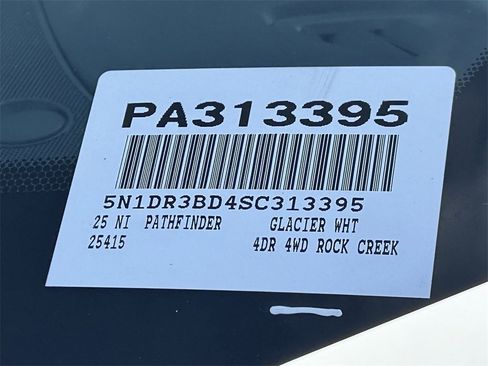 PA313395
5N1DR3BD4SC313395
25 NI PATHFINDER GLACIER WHT
25415 4DR 4WD ROCK CREEK